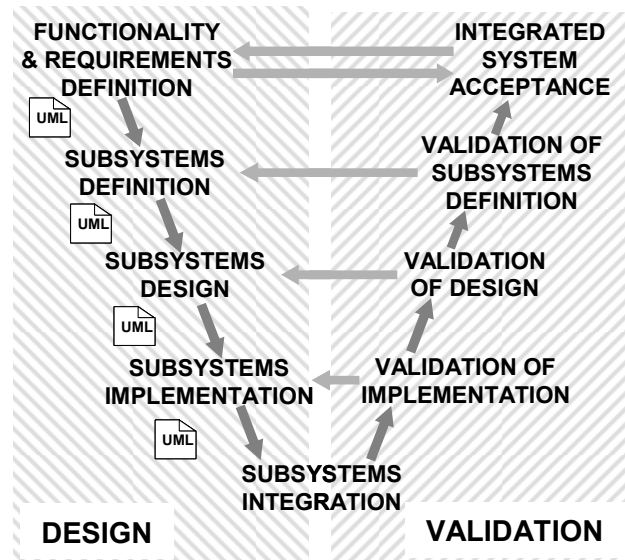 FUNCTIONALITY
& REQUIREMENTS
DEFINITION
INTEGRATED
SYSTEM
ACCEPTANCE
UML
SUBSYSTEMS
DEFINITION
VALIDATION OF
SUBSYSTEMS
DEFINITION
UML
SUBSYSTEMS
DESIGN
VALIDATION
OF DESIGN
UML
SUBSYSTEMS
IMPLEMENTATION
VALIDATION OF
IMPLEMENTATION
UML
SUBSYSTEMS
INTEGRATION
DESIGN
VALIDATION